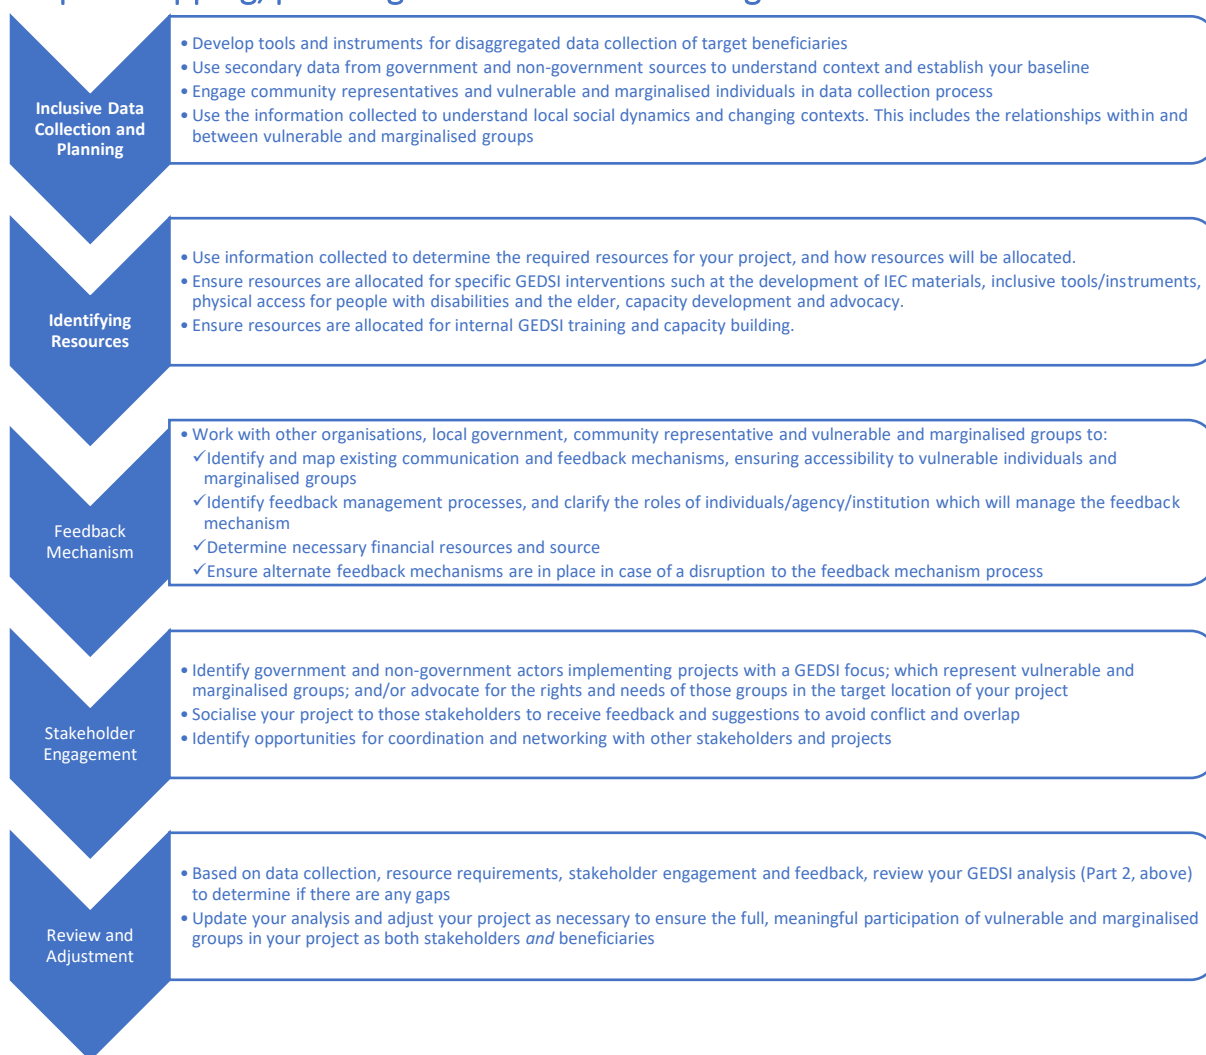 Inclusive Data
Collection and
Planning
• Develop tools and instruments for disaggregated data collection of target beneficiaries
• Use secondary data from government and non-government sources to understand context and establish your baseline
• Engage community representatives and vulnerable and marginalised individuals in data collection process
• Use the information collected to understand local social dynamics and changing contexts. This includes the relationships within and
between vulnerable and marginalised groups
Identifying
Resources
• Use information collected to determine the required resources for your project, and how resources will be allocated.
• Ensure resources are allocated for specific GEDSI interventions such at the development of IEC materials, inclusive tools/instruments,
physical access for people with disabilities and the elder, capacity development and advocacy.
• Ensure resources are allocated for internal GEDSI training and capacity building.
Feedback
Mechanism
• Work with other organisations, local government, community representative and vulnerable and marginalised groups to:
✓Identify and map existing communication and feedback mechanisms, ensuring accessibility to vulnerable individuals and
marginalised groups
✓Identify feedback management processes, and clarify the roles of individuals/agency/institution which will manage the feedback
mechanism
✓Determine necessary financial resources and source
✓Ensure alternate feedback mechanisms are in place in case of a disruption to the feedback mechanism process
Stakeholder
Engagement
• Identify government and non-government actors implementing projects with a GEDSI focus; which represent vulnerable and
marginalised groups; and/or advocate for the rights and needs of those groups in the target location of your project
• Socialise your project to those stakeholders to receive feedback and suggestions to avoid conflict and overlap
• Identify opportunities for coordination and networking with other stakeholders and projects
Review and
Adjustment
• Based on data collection, resource requirements, stakeholder engagement and feedback, review your GEDSI analysis (Part 2, above)
to determine if there are any gaps
• Update your analysis and adjust your project as necessary to ensure the full, meaningful participation of vulnerable and marginalised
groups in your project as both stakeholders and beneficiaries